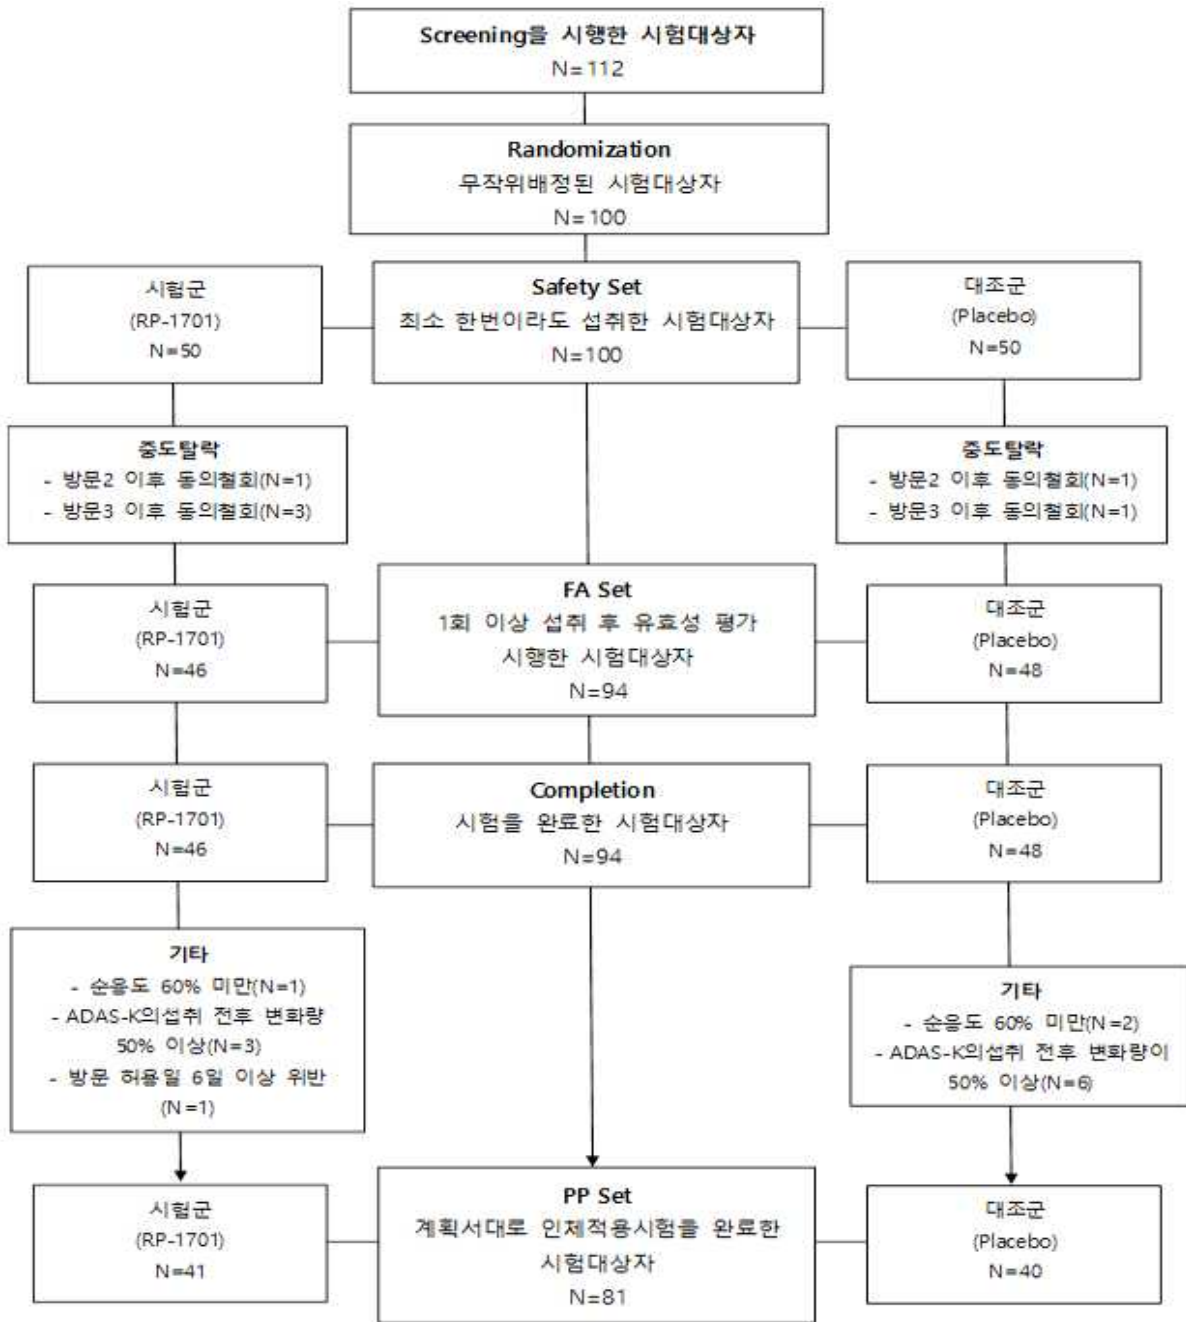 Screening을 시행한 시험대상자
N=112
Randomization
무작위배정된 시험대상자
N=100
시험군
(RP-1701)
N=50
Safety Set
최소 한번이라도 섭취한 시험대상자
N=100
대조군
(Placebo)
N=50
중도탈락
- 방문2 이후 동의철회(N=1)
- 방문3 이후 동의철회(N=3)
중도탈락
- 방문2 이후 동의철회(N=1)
- 방문3 이후 동의철회(N=1)
시험군
(RP-1701)
N=46
FA Set
1회 이상 섭취 후 유효성 평가
시행한 시험대상자
N=94
대조군
(Placebo)
N=48
시험군
(RP-1701)
N=46
Completion
시험을 완료한 시험대상자
N=94
대조군
(Placebo)
N=48
기타
- 순응도 60% 미만(N=1)
- ADAS-K의섭취 전후 변화량
50% 이상(N=3)
- 방문 허용일 6일 이상 위반
(N=1)
기타
- 순응도 60% 미만(N=2)
- ADAS-K의섭취 전후 변화량이
50% 이상(N=6)
시험군
(RP-1701)
N=41
PP Set
계획서대로 인체적용시험을 완료한
시험대상자
N=81
대조군
(Placebo)
N=40